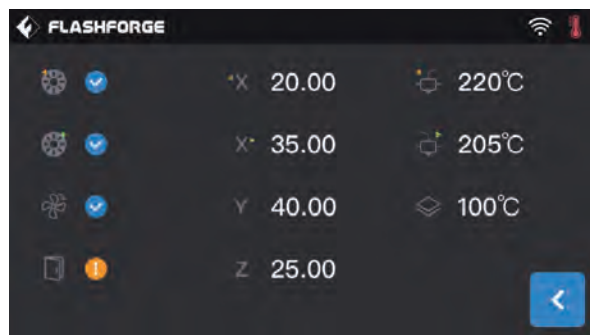 FLASHFORGE
X 20.00 220℃
X 35.00 205℃
Y 40.00 100℃
Z 25.00